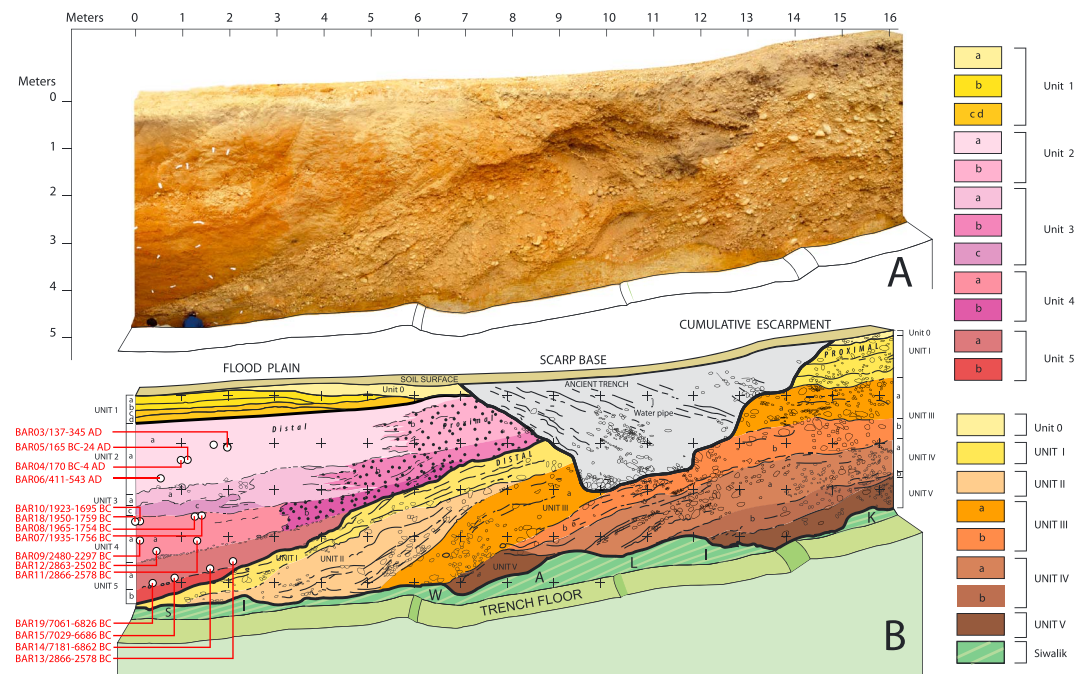 Meters 0 1 2 3 4 5 6 7 8 9 10 11 12 13 14 15 16
Meters
0
1
2
3
4
5
A
a
b
c d
Unit 1
a
b
Unit 2
a
b
c
Unit 3
a
b
Unit 4
a
b
Unit 5
Unit 0
UNIT I
UNIT II
a
b
UNIT III
a
b
UNIT IV
UNIT V
Siwalik
CUMULATIVE ESCARPMENT
SCARP BASE
FLOOD PLAIN
SOIL SURFACE
Unit 0
ANCIENT TRENCH
Water pipe
PROXIMAL
Unit 0
UNIT I
UNIT III
UNIT IV
UNIT V
a
b
a
b
UNIT 1
a
b
UNIT 2
a
UNIT 3
c
UNIT 4
a
UNIT 5
b
Distal
DISTAL
a
a
a
a
UNIT I
UNIT II
UNIT III
a
b
a
b
UNIT V
BAR03/137-345 AD
BAR05/165 BC-24 AD
BAR04/170 BC-4 AD
BAR06/411-543 AD
BAR10/1923-1695 BC
BAR18/1950-1759 BC
BAR08/1965-1754 BC
BAR07/1935-1756 BC
BAR09/2480-2297 BC
BAR12/2863-2502 BC
BAR11/2866-2578 BC
BAR19/7061-6826 BC
BAR15/7029-6686 BC
BAR14/7181-6862 BC
BAR13/2866-2578 BC
S I W A L I K
TRENCH FLOOR
B